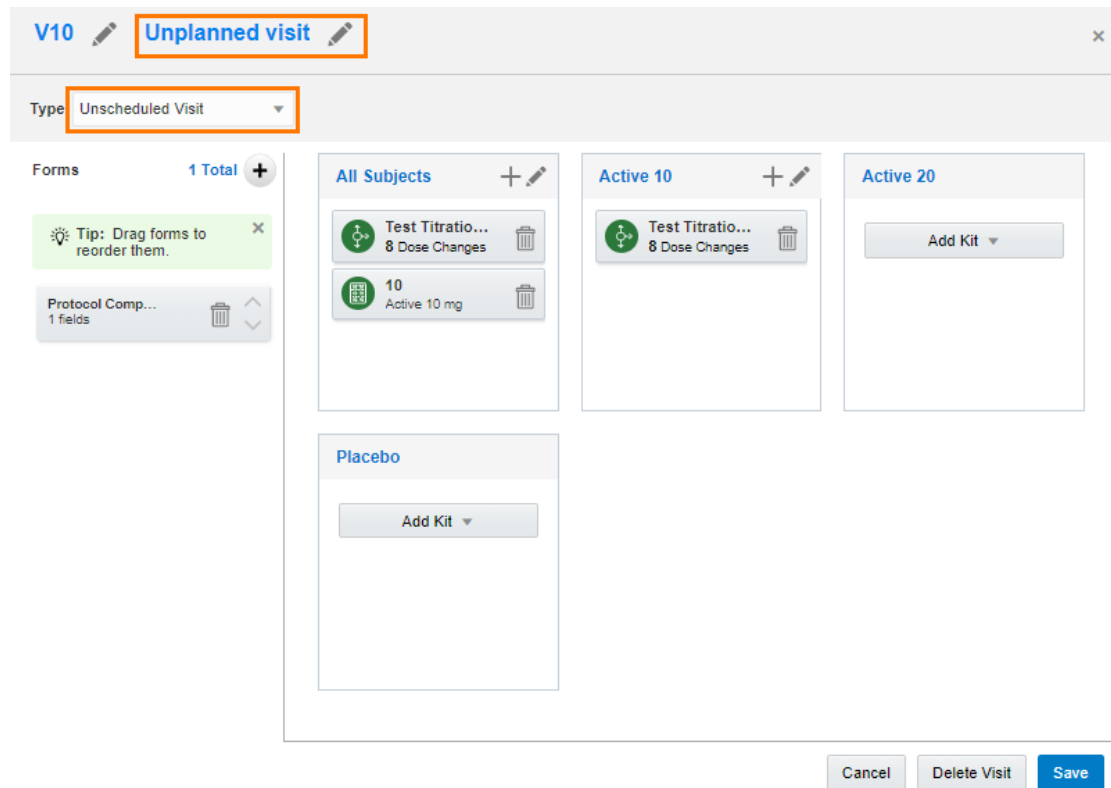 V10 Unplanned visit
Type Unscheduled Visit
Forms 1 Total
Tip: Drag forms to
reorder them.
Protocol Comp...
1 fields
All Subjects
Test Titratio...
8 Dose Changes
10
Active 10 mg
Active 10
Test Titratio...
8 Dose Changes
Active 20
Add Kit
Placebo
Add Kit
Cancel Delete Visit Save